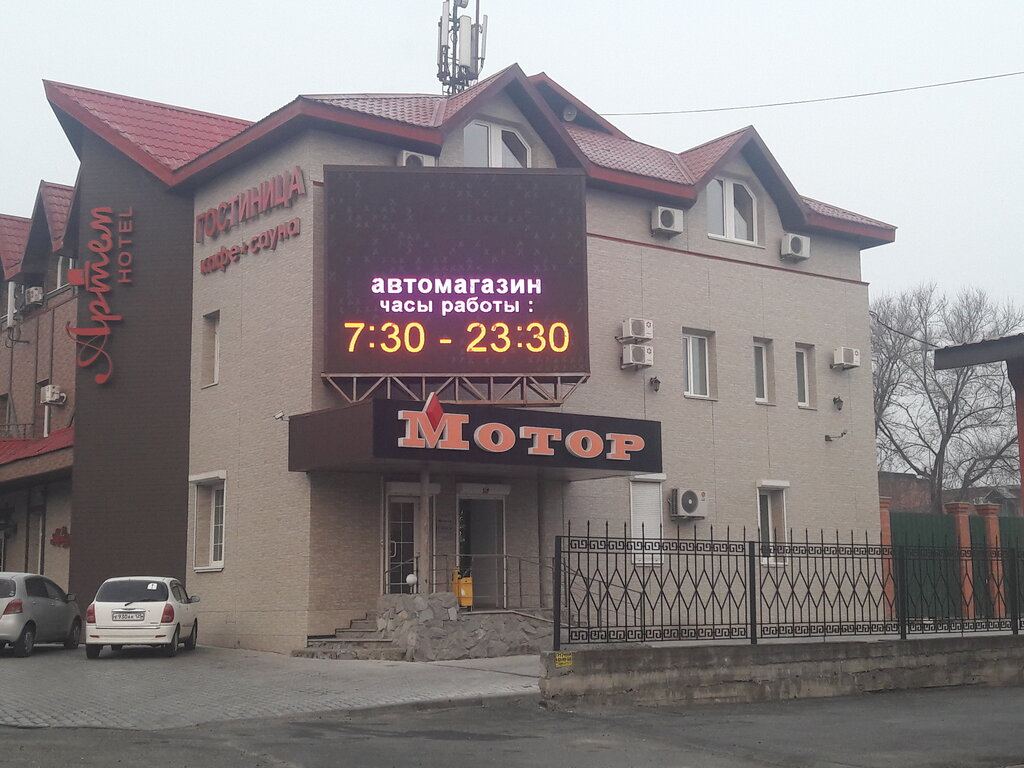 Артем
HOTEL
ГОСТИНИЦА
кафе + сауна
автомагазин
часы работы :
7:30 - 23:30
Мотор